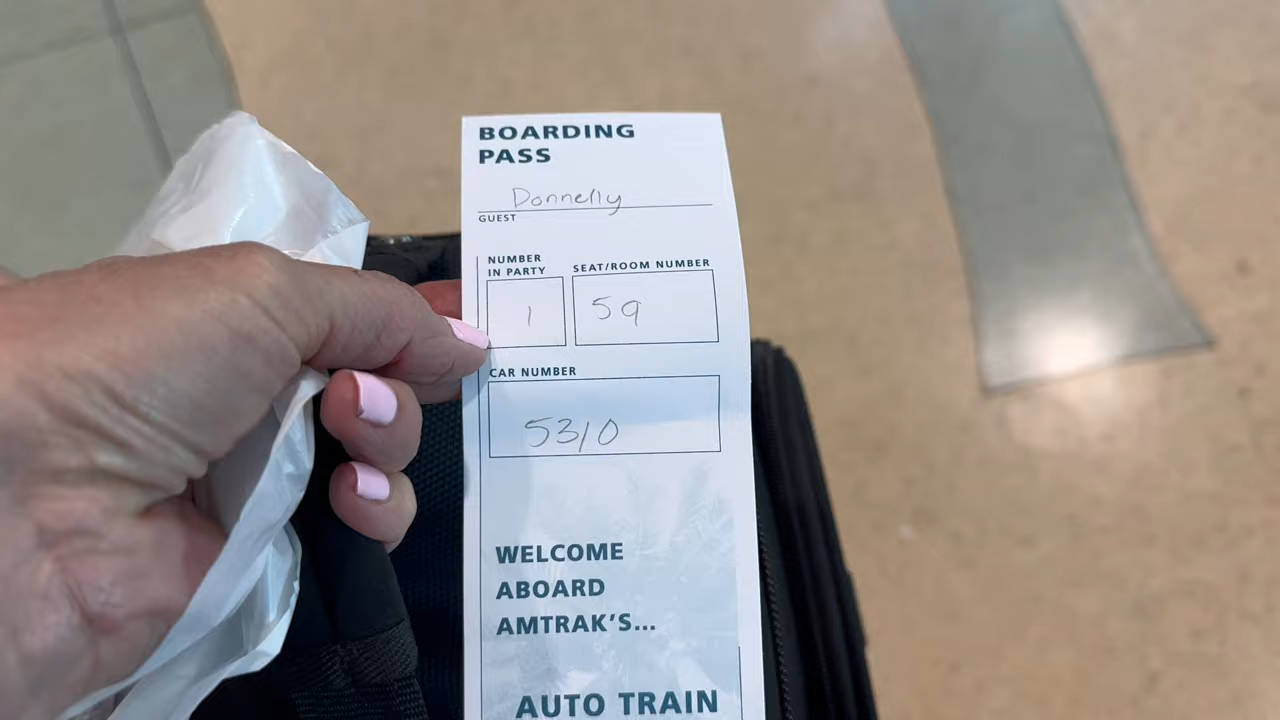 BOARDING
PASS
Donnelly
GUEST
NUMBER
IN PARTY
SEAT/ROOM NUMBER
1
59
CAR NUMBER
5310
WELCOME
ABOARD
AMTRAK'S...
AUTO TRAIN